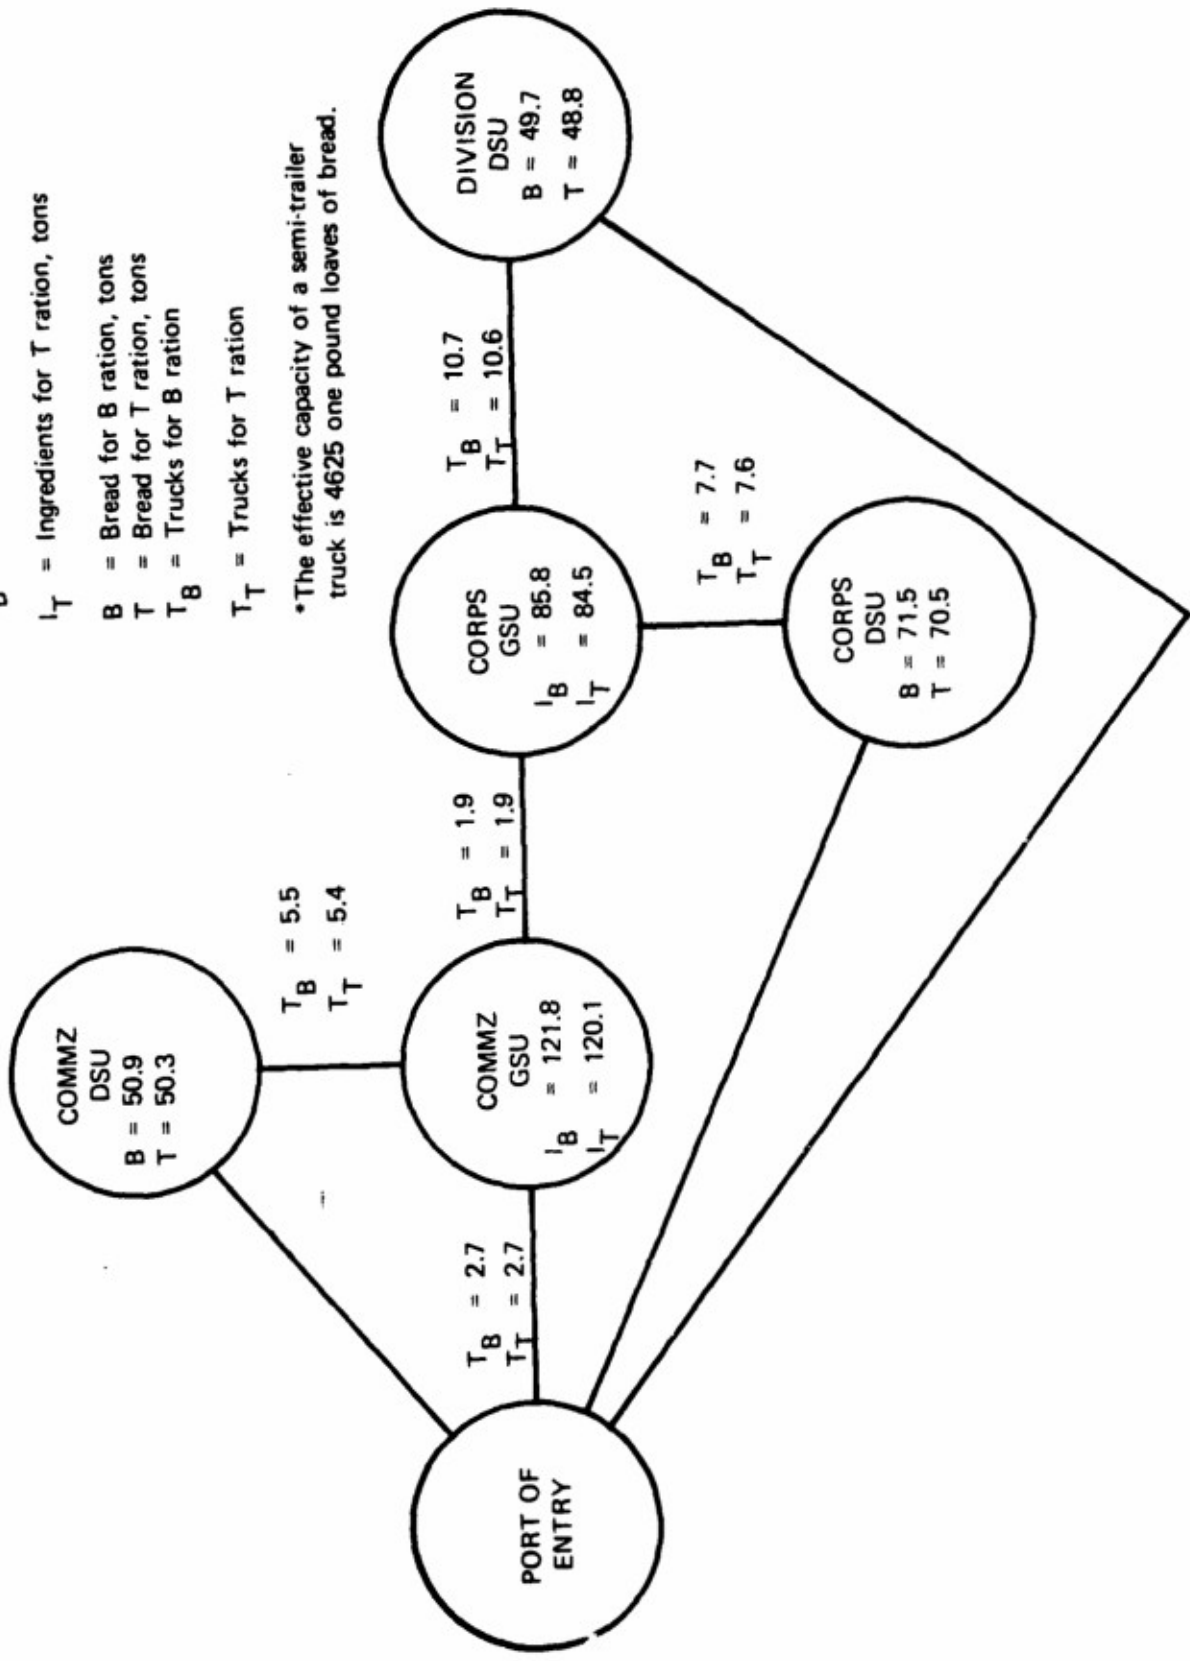 B
I_T = Ingredients for T ration, tons
B = Bread for B ration, tons
T = Bread for T ration, tons
T_B = Trucks for B ration
T_T = Trucks for T ration
*The effective capacity of a semi-trailer
truck is 4625 one pound loaves of bread.
COMMZ
DSU
B = 50.9
T = 50.3
T_B = 5.5
T_T = 5.4
PORT OF
ENTRY
T_B = 2.7
T_T = 2.7
COMMZ
GSU
I_B = 121.8
I_T = 120.1
T_B = 1.9
T_T = 1.9
CORPS
GSU
I_B = 85.8
I_T = 84.5
T_B = 10.7
T_T = 10.6
DIVISION
DSU
B = 49.7
T = 48.8
T_B = 7.7
T_T = 7.6
CORPS
DSU
B = 71.5
T = 70.5